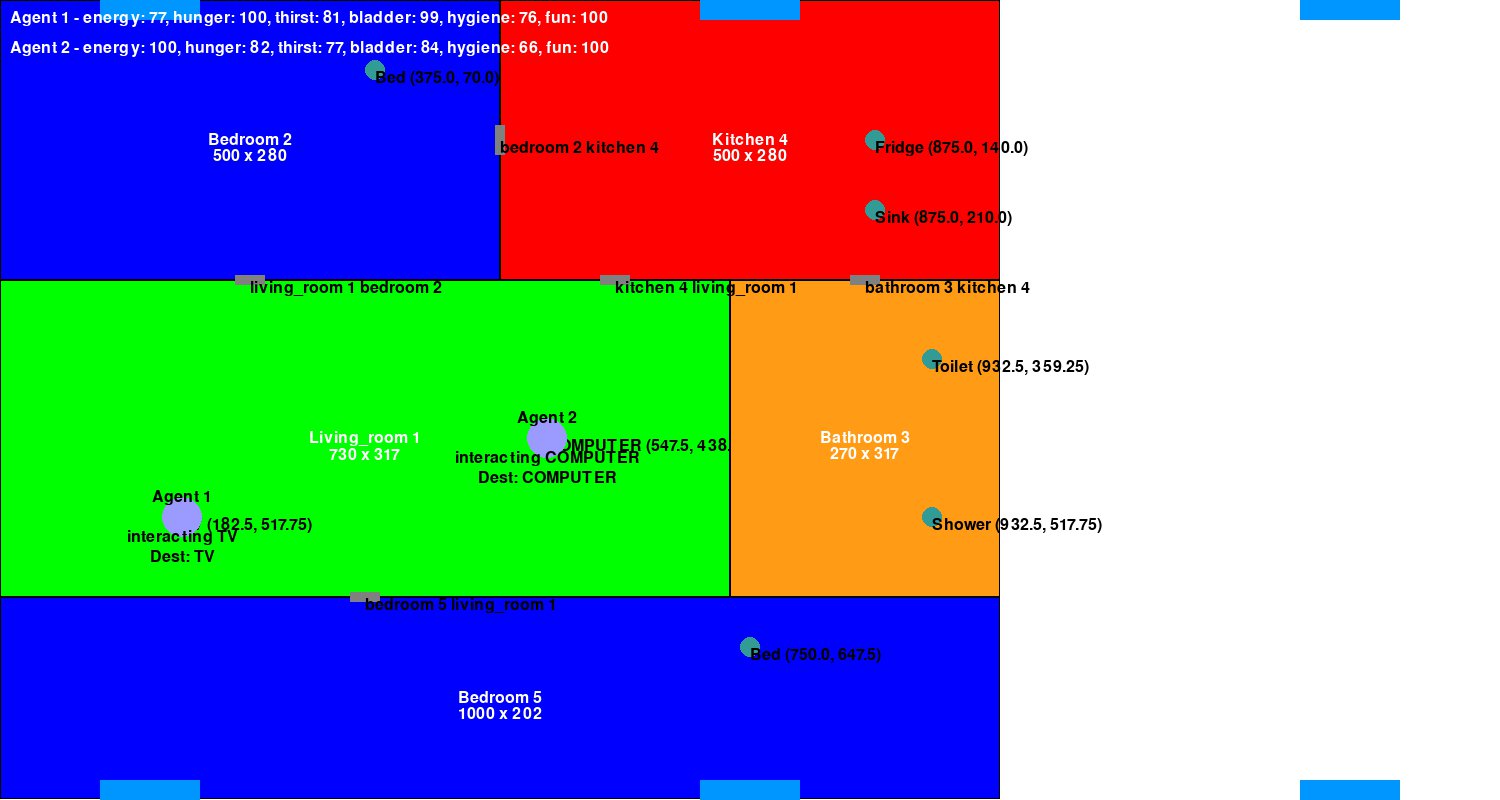 Agent 1 - energy: 77, hunger: 100, thirst: 81, bladder: 99, hygiene: 76, fun: 100
Agent 2 - energy: 100, hunger: 82, thirst: 77, bladder: 84, hygiene: 66, fun: 100
Bed (375.0, 70.0)
Bedroom 2
500 x 280
bedroom 2 kitchen 4
Kitchen 4
500 x 280
Fridge (875.0, 140.0)
Sink (875.0, 210.0)
living_room 1 bedroom 2
kitchen 4 living_room 1
bathroom 3 kitchen 4
Toilet (932.5, 359.25)
Agent 2
Living_room 1
730 x 317
OMPUTER (547.5, 438.
interacting COMPUTER
Dest: COMPUTER
Bathroom 3
270 x 317
Agent 1
(182.5, 517.75)
interacting TV
Dest: TV
Shower (932.5, 517.75)
bedroom 5 living_room 1
Bed (750.0, 647.5)
Bedroom 5
1000 x 202